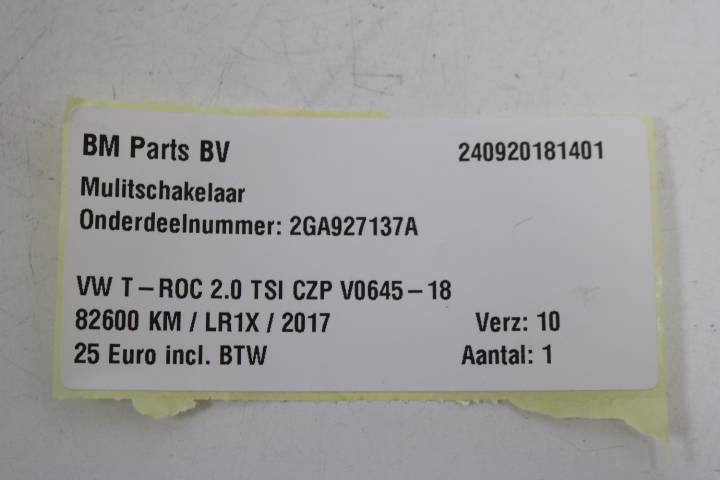 BM Parts BV 240920181401
Mulitschakelaar
Onderdeelnummer: 2GA927137A
VW T-ROC 2.0 TSI CZP V0645-18
82600 KM / LR1X / 2017 Verz: 10
25 Euro incl. BTW Aantal: 1